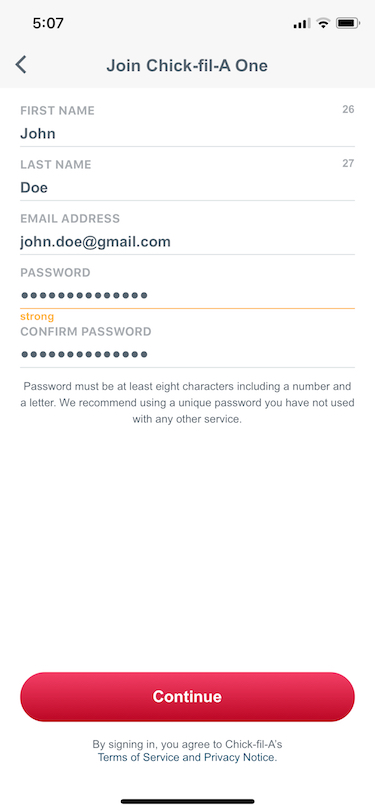 5:07
Join Chick-fil-A One
FIRST NAME 26
John
LAST NAME 27
Doe
EMAIL ADDRESS
john.doe@gmail.com
PASSWORD
••••••••••••••
strong
CONFIRM PASSWORD
••••••••••••••
Password must be at least eight characters including a number and
a letter. We recommend using a unique password you have not used
with any other service.
Continue
By signing in, you agree to Chick-fil-A's
Terms of Service and Privacy Notice.